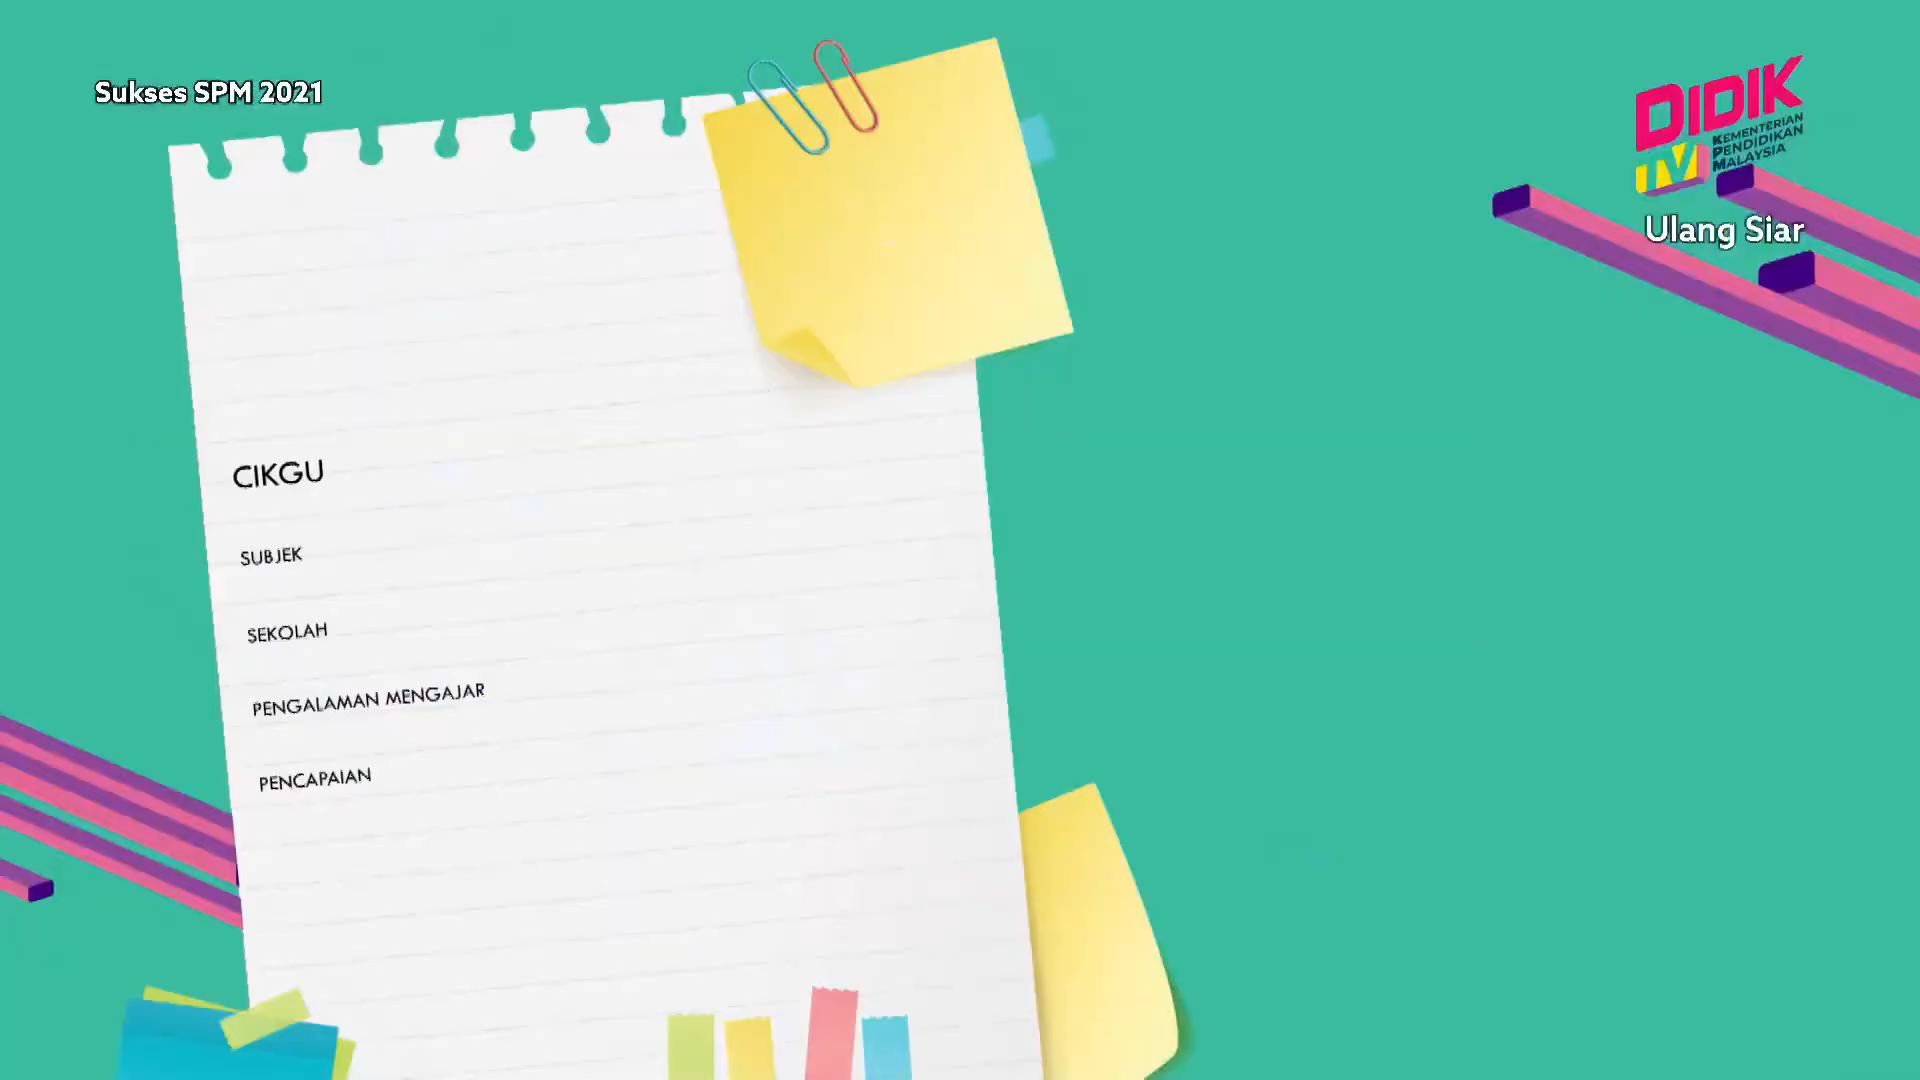 Sukses SPM 2021
DIDIK
TV
KEMENTERIAN
PENDIDIKAN
MALAYSIA
Ulang Siar
CIKGU
SUBJEK
SEKOLAH
PENGALAMAN MENGAJAR
PENCAPAIAN